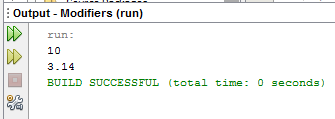 Output - Modifiers (run)
run:
10
3.14
BUILD SUCCESSFUL (total time: 0 seconds)